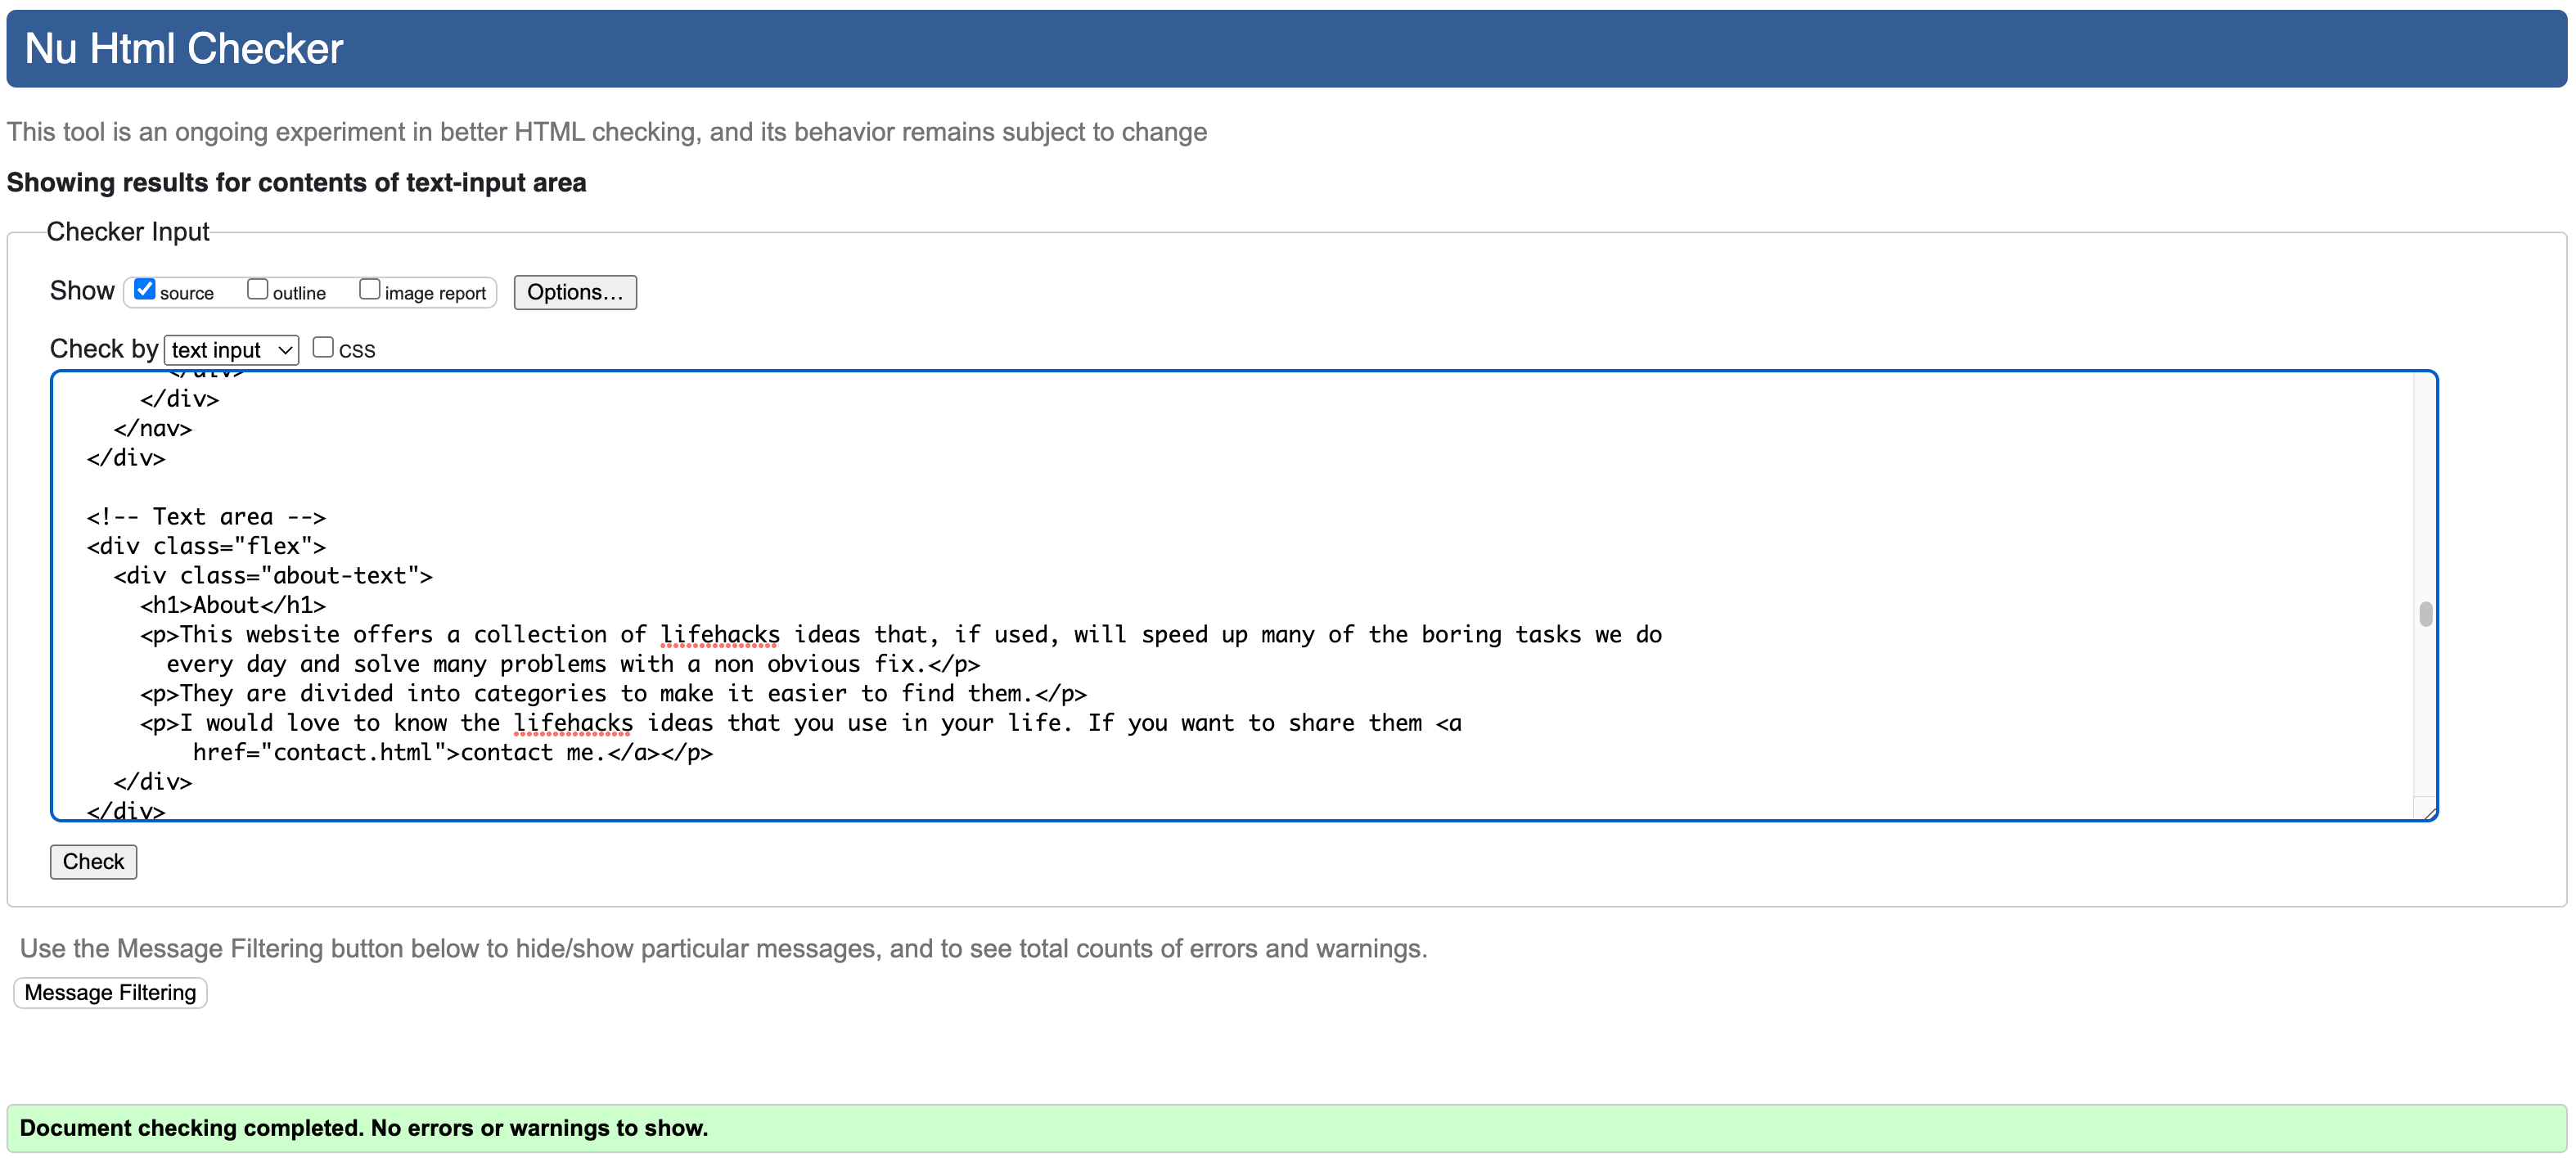 Nu Html Checker
This tool is an ongoing experiment in better HTML checking, and its behavior remains subject to change
Showing results for contents of text-input area
Checker Input
Show source outline image report Options...
Check by text input CSS
</div>
</div>
</nav>
</div>
<!-- Text area -->
<div class="flex">
<div class="about-text">
<h1>About</h1>
<p>This website offers a collection of lifehacks ideas that, if used, will speed up many of the boring tasks we do
every day and solve many problems with a non obvious fix.</p>
<p>They are divided into categories to make it easier to find them.</p>
<p>I would love to know the lifehacks ideas that you use in your life. If you want to share them <a
href="contact.html">contact me.</a></p>
</div>
</div>
Check
Use the Message Filtering button below to hide/show particular messages, and to see total counts of errors and warnings.
Message Filtering
Document checking completed. No errors or warnings to show.